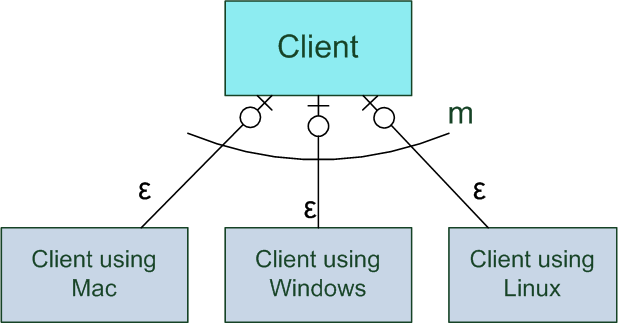 Client
m
ε
ε
ε
Client using
Mac
Client using
Windows
Client using
Linux